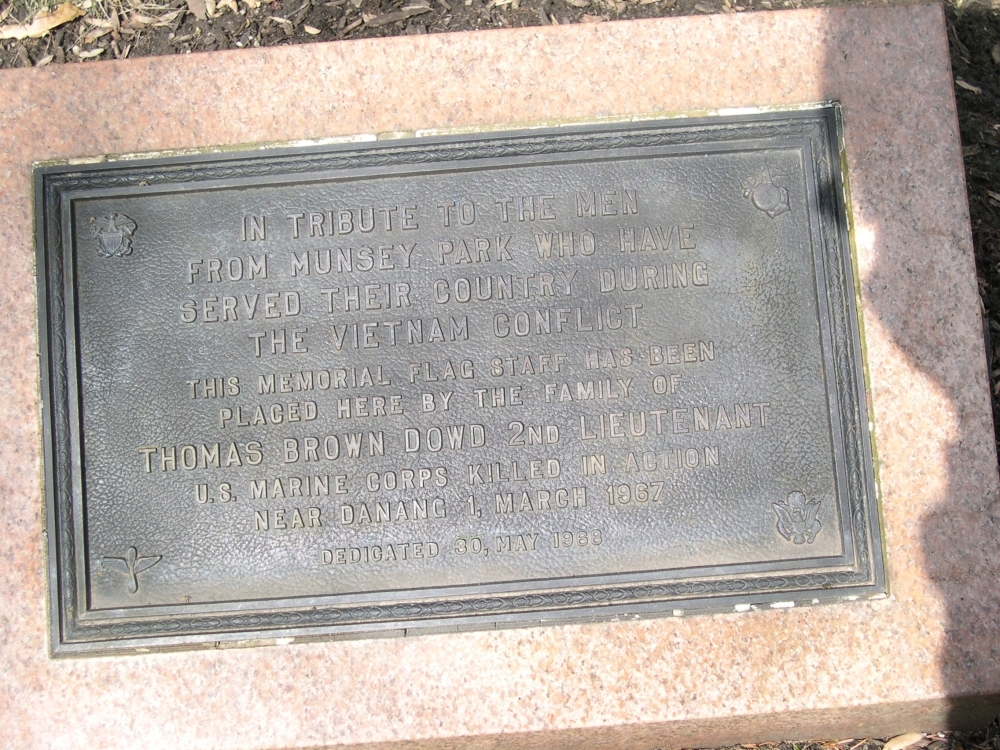 IN TRIBUTE TO THE MEN
FROM MUNSEY PARK WHO HAVE
SERVED THEIR COUNTRY DURING
THE VIETNAM CONFLICT
THIS MEMORIAL FLAG STAFF HAS BEEN
PLACED HERE BY THE FAMILY OF
THOMAS BROWN DOWD 2ND LIEUTENANT
U.S. MARINE CORPS KILLED IN ACTION
NEAR DANANG 1, MARCH 1967
DEDICATED 30, MAY 1968